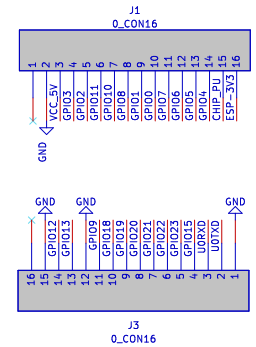 J1
0_CON16
1 2 3 4 5 6 7 8 9 10 11 12 13 14 15 16
GND VCC_5V GPIO3 GPIO2 GPIO11 GPIO10 GPIO8 GPIO1 GPIO0 GPIO7 GPIO6 GPIO5 GPIO4 CHIP_PU ESP-3V3
GND GPIO12 GPIO13 GND GPIO9 GPIO18 GPIO19 GPIO20 GPIO21 GPIO22 GPIO23 GPIO15 U0RXD U0TXD GND
16 15 14 13 12 11 10 9 8 7 6 5 4 3 2 1
J3
0_CON16